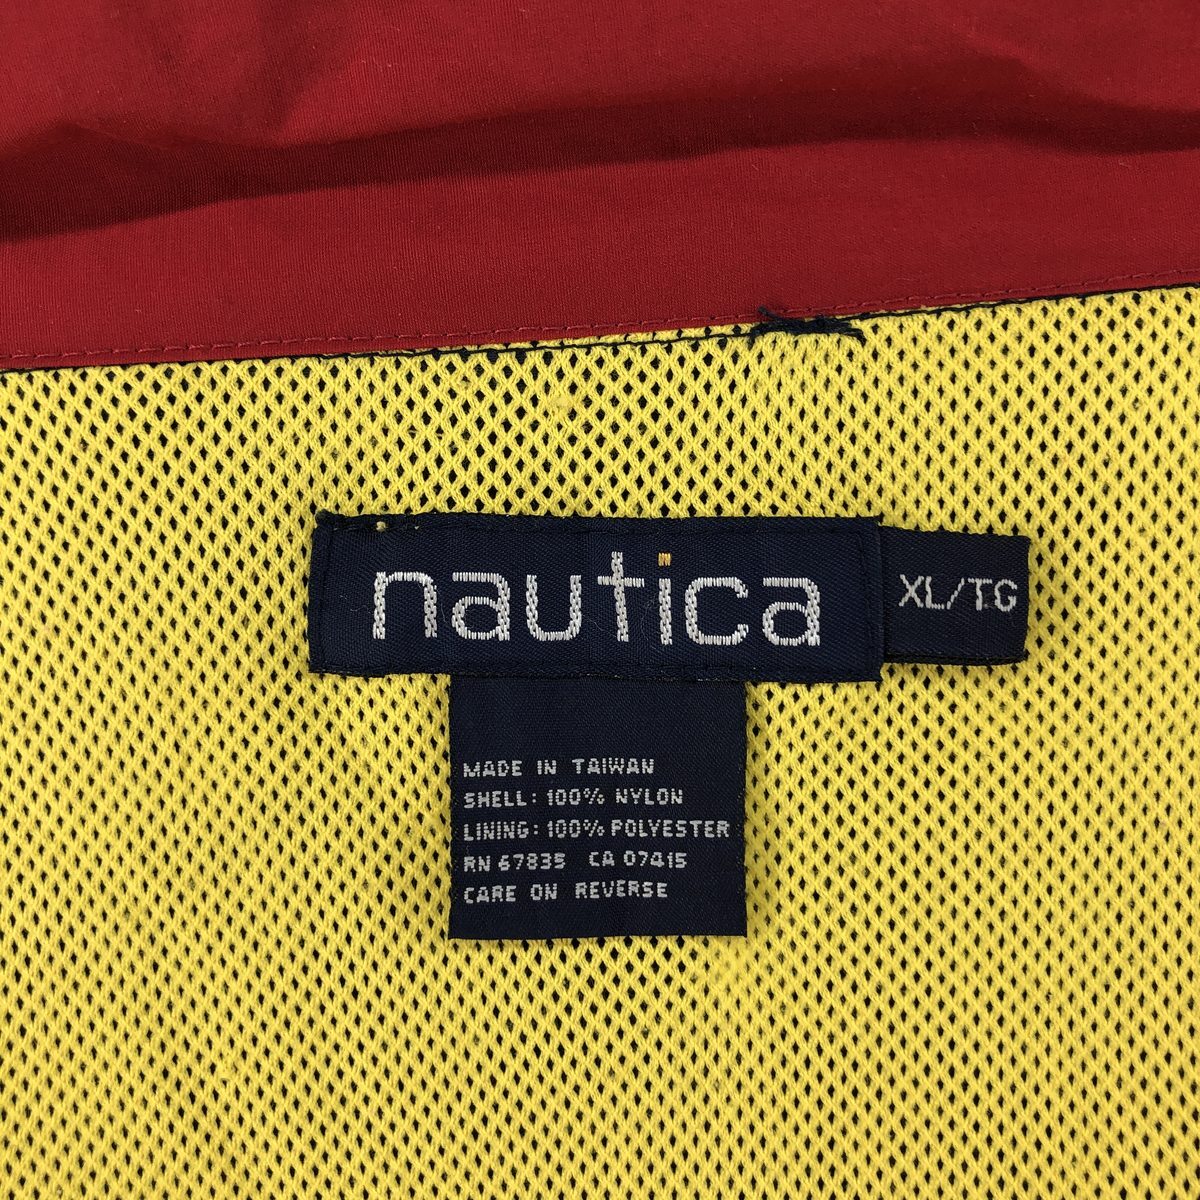 nautica
XL/TG
MADE IN TAIWAN
SHELL: 100% NYLON
LINING: 100% POLYESTER
RN 67835 CA 07415
CARE ON REVERSE